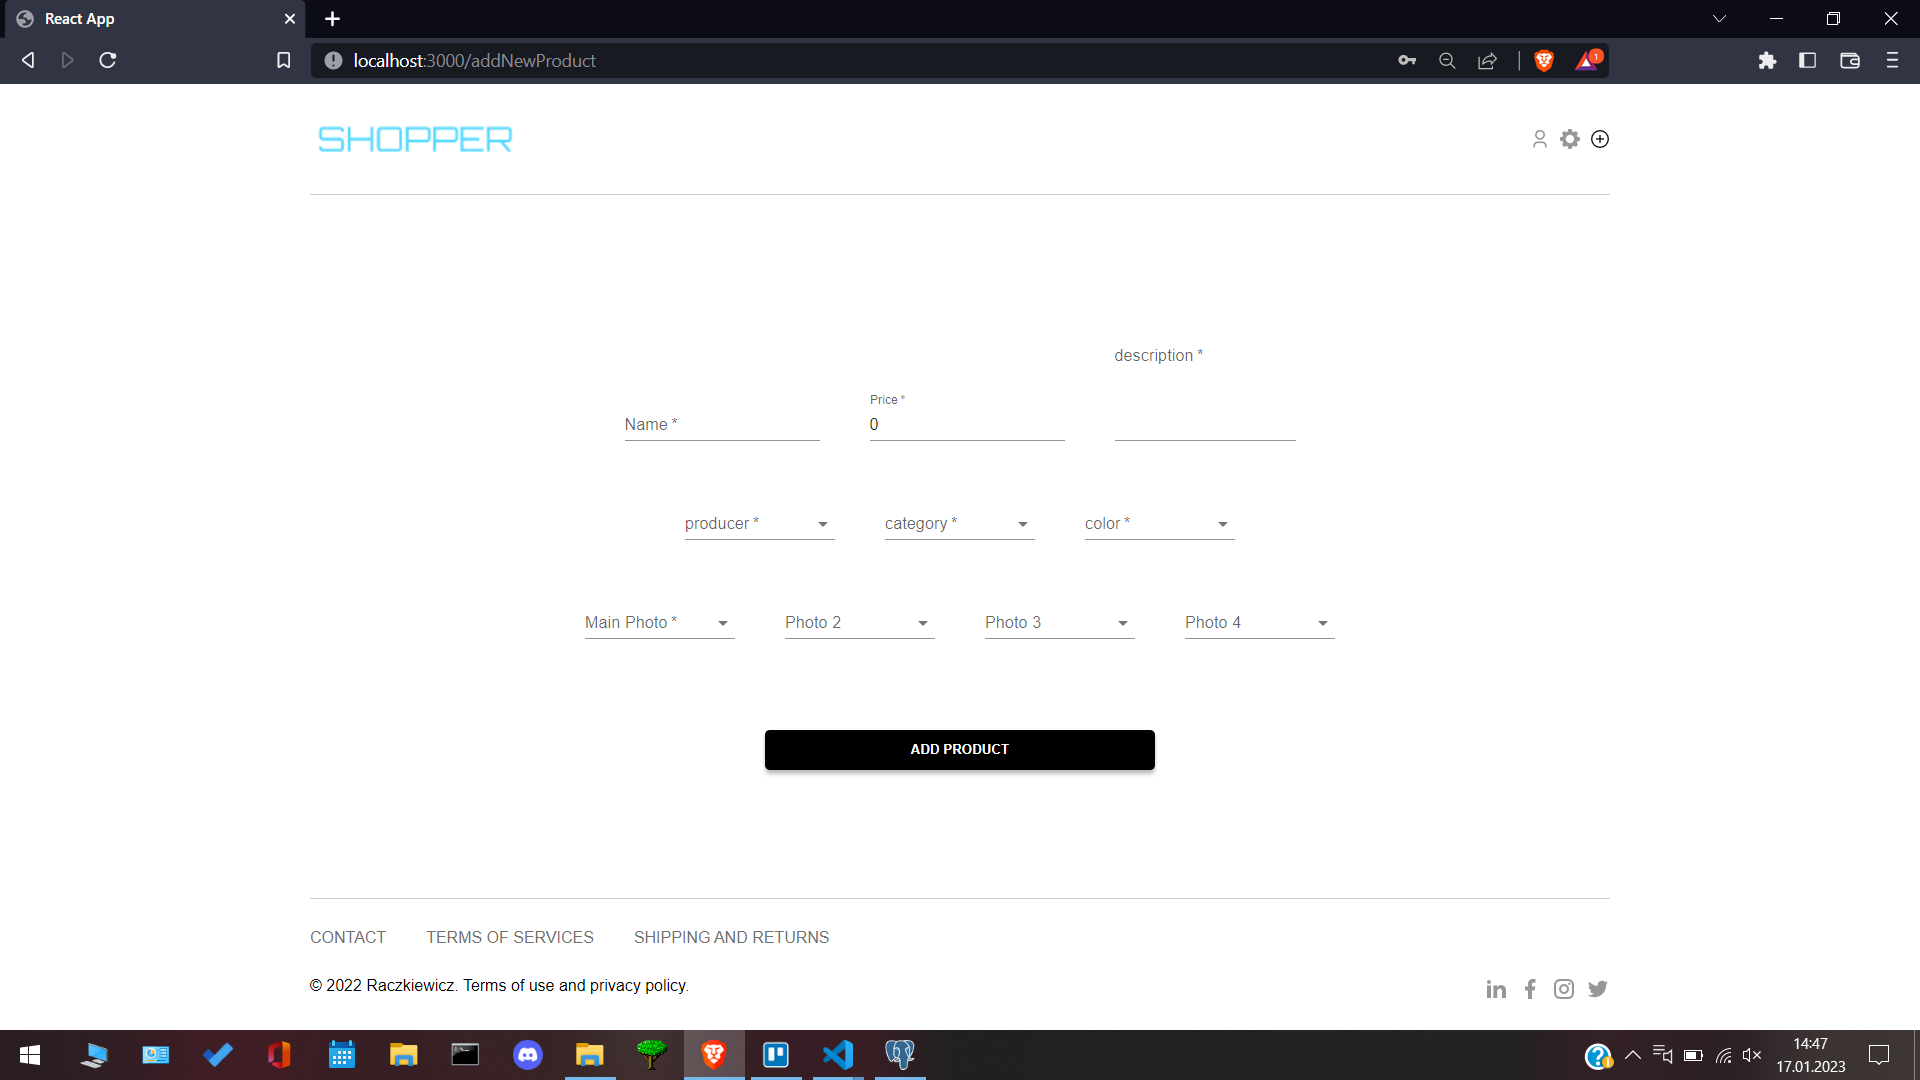 React App
localhost:3000/addNewProduct
1
SHOPPER
description *
Name *
Price *
0
producer *
category *
color *
Main Photo *
Photo 2
Photo 3
Photo 4
ADD PRODUCT
CONTACT
TERMS OF SERVICES
SHIPPING AND RETURNS
© 2022 Raczkiewicz. Terms of use and privacy policy.
14:47
17.01.2023